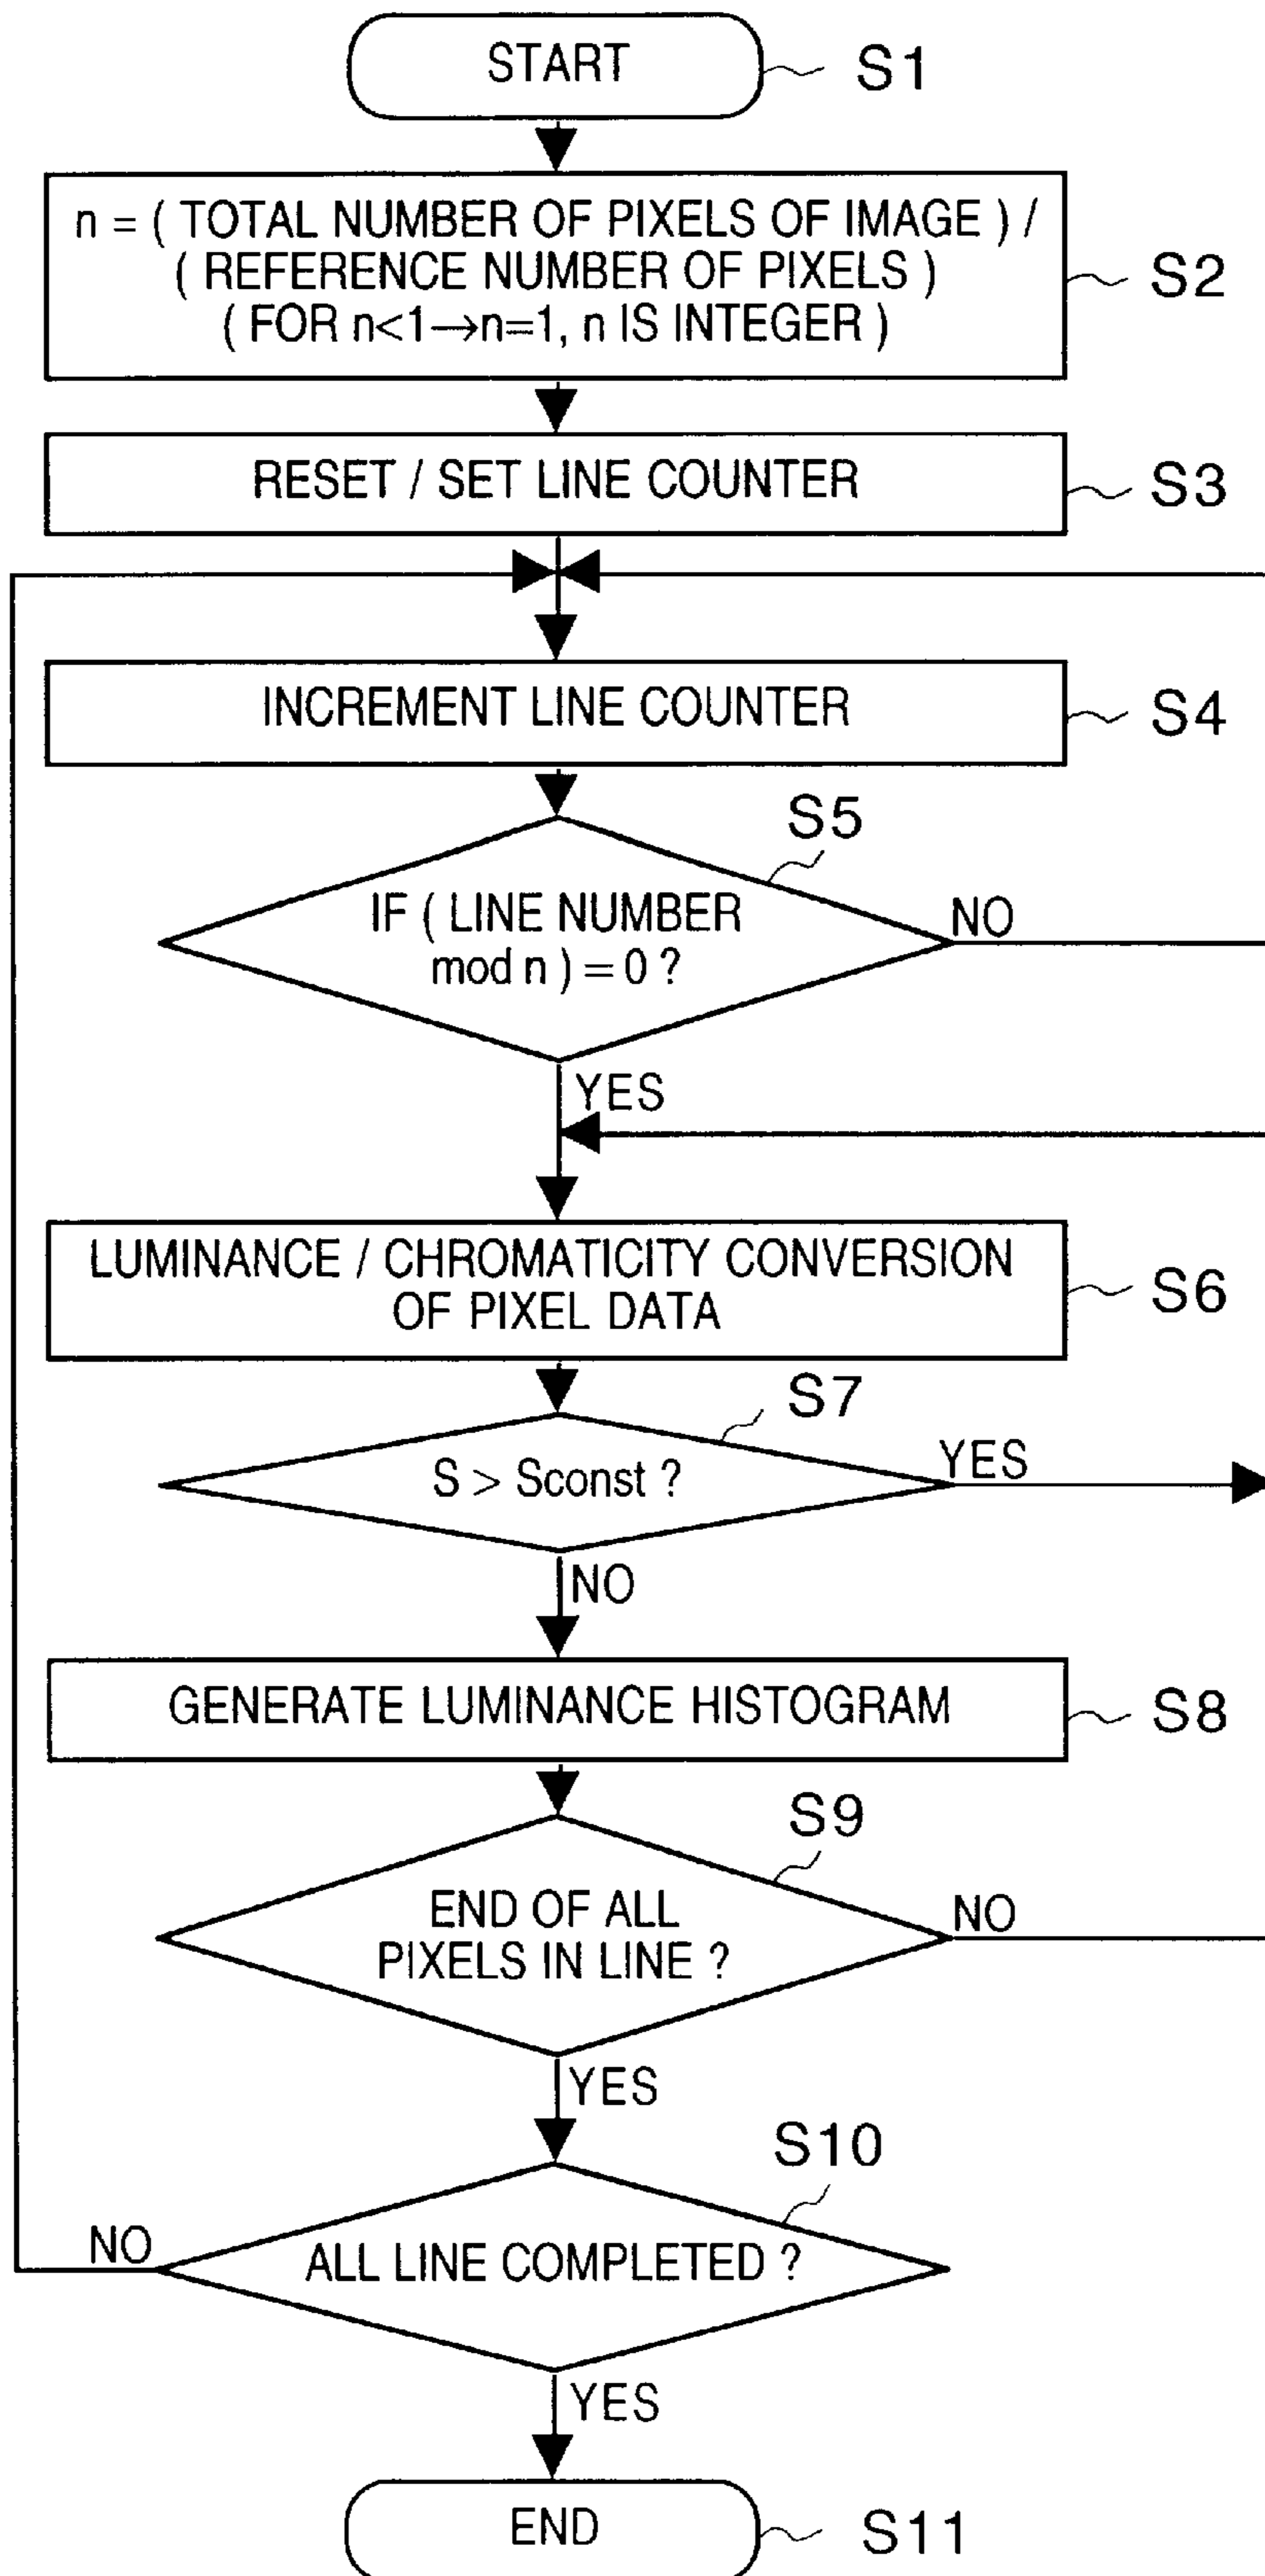 START
S1
n = ( TOTAL NUMBER OF PIXELS OF IMAGE ) /
( REFERENCE NUMBER OF PIXELS )
( FOR n<1→n=1, n IS INTEGER )
S2
RESET / SET LINE COUNTER
S3
INCREMENT LINE COUNTER
S4
S5
IF ( LINE NUMBER
mod n ) = 0 ?
NO
YES
LUMINANCE / CHROMATICITY CONVERSION
OF PIXEL DATA
S6
S7
S > Sconst ?
YES
NO
GENERATE LUMINANCE HISTOGRAM
S8
S9
END OF ALL
PIXELS IN LINE ?
NO
YES
S10
NO
ALL LINE COMPLETED ?
YES
END
S11